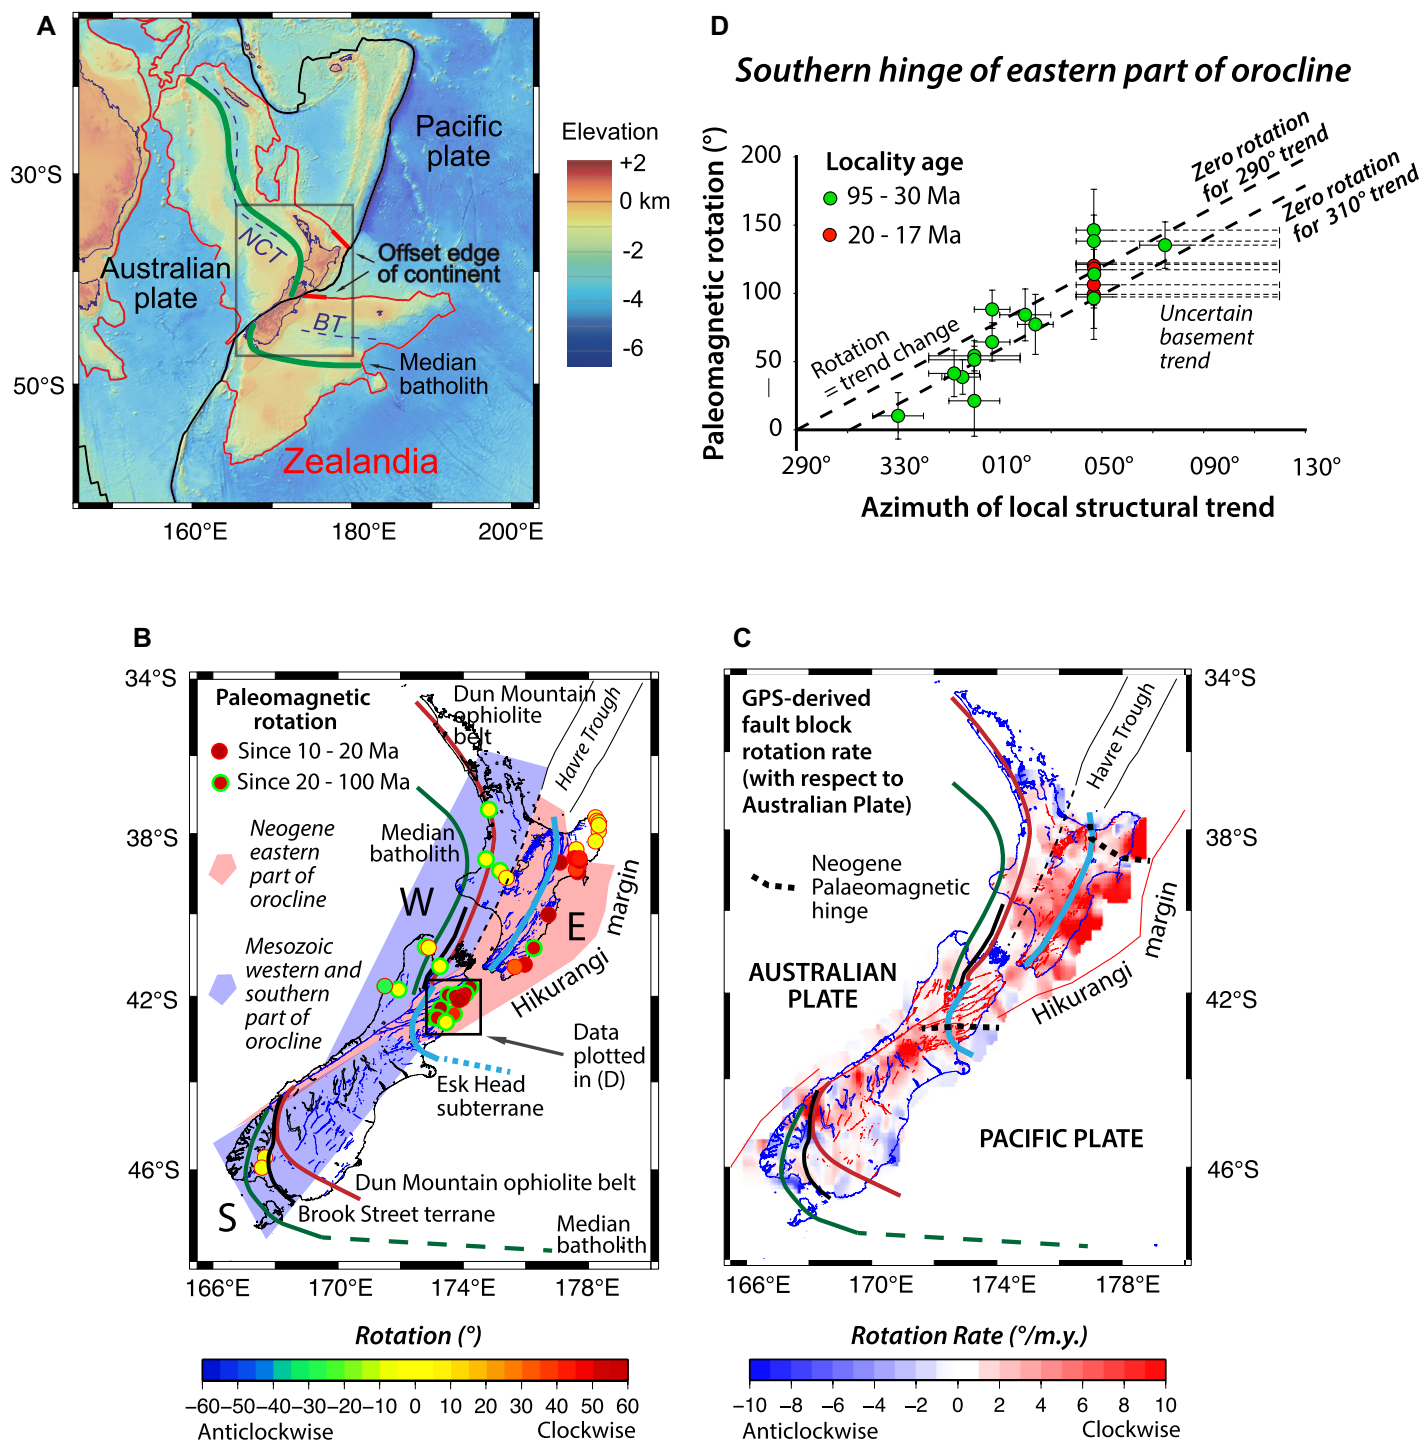 A
30°S
50°S
160°E
180°E
200°E
Pacific
plate
Australian
plate
NCT
BT
Offset edge
of continent
Median
batholith
Zealandia
Elevation
+2
0 km
-2
-4
-6
D
Southern hinge of eastern part of orocline
Paleomagnetic rotation (°)
200
150
100
50
0
Locality age
95 - 30 Ma
20 - 17 Ma
Zero rotation
for 290° trend
Zero rotation
for 310° trend
Rotation
= trend change
Uncertain
basement
trend
290°
330°
010°
050°
090°
130°
Azimuth of local structural trend
B
34°S
38°S
42°S
46°S
Paleomagnetic
rotation
Since 10 - 20 Ma
Since 20 - 100 Ma
Neogene
eastern
part of
orocline
Mesozoic
western and
southern
part of
orocline
Dun Mountain
ophiolite
belt
Havre Trough
Median
batholith
W
E
S
Hikurangi
margin
Data
plotted
in (D)
Esk Head
subterrane
Dun Mountain ophiolite belt
Brook Street terrane
Median
batholith
166°E
170°E
174°E
178°E
Rotation (°)
−60
−50
−40
−30
−20
−10
0
10
20
30
40
50
60
Anticlockwise
Clockwise
C
GPS-derived
fault block
rotation rate
(with respect to
Australian Plate)
Neogene
Palaeomagnetic
hinge
Havre Trough
AUSTRALIAN
PLATE
Hikurangi
margin
PACIFIC PLATE
34°S
38°S
42°S
46°S
166°E
170°E
174°E
178°E
Rotation Rate (°/m.y.)
−10
−8
−6
−4
−2
0
2
4
6
8
10
Anticlockwise
Clockwise